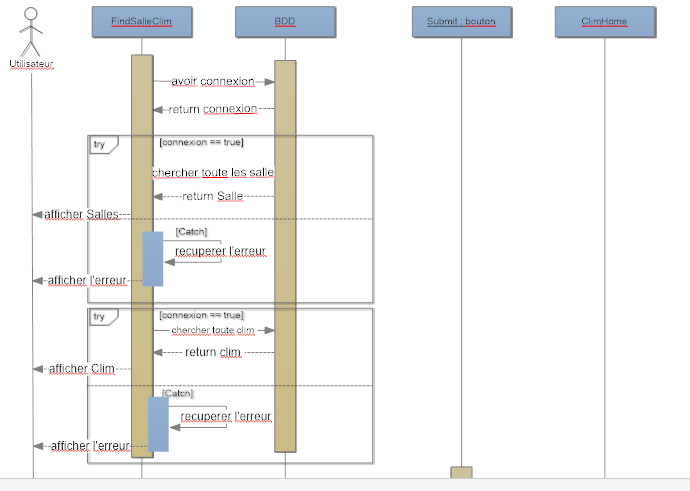 FindSalleClim
BDD
Submit : bouton
ClimHome
Utilisateur
avoir connexion
return connexion
try
[connexion == true]
chercher toute les salle
return Salle
afficher Salles
[Catch]
recuperer l'erreur
afficher l'erreur
try
[connexion == true]
chercher toute clim
return clim
afficher Clim
[Catch]
recuperer l'erreur
afficher l'erreur